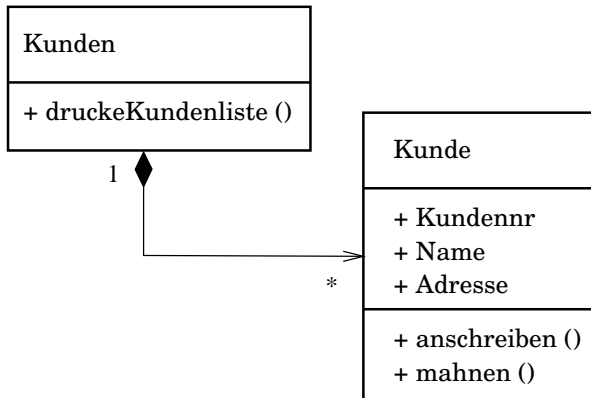 Kunden
+ druckeKundenliste ()
1
*
Kunde
+ Kundennr
+ Name
+ Adresse
+ anschreiben ()
+ mahnen ()